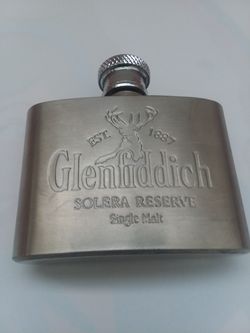 EST. 1887
Glenfiddich
SOLERA RESERVE
Single Malt